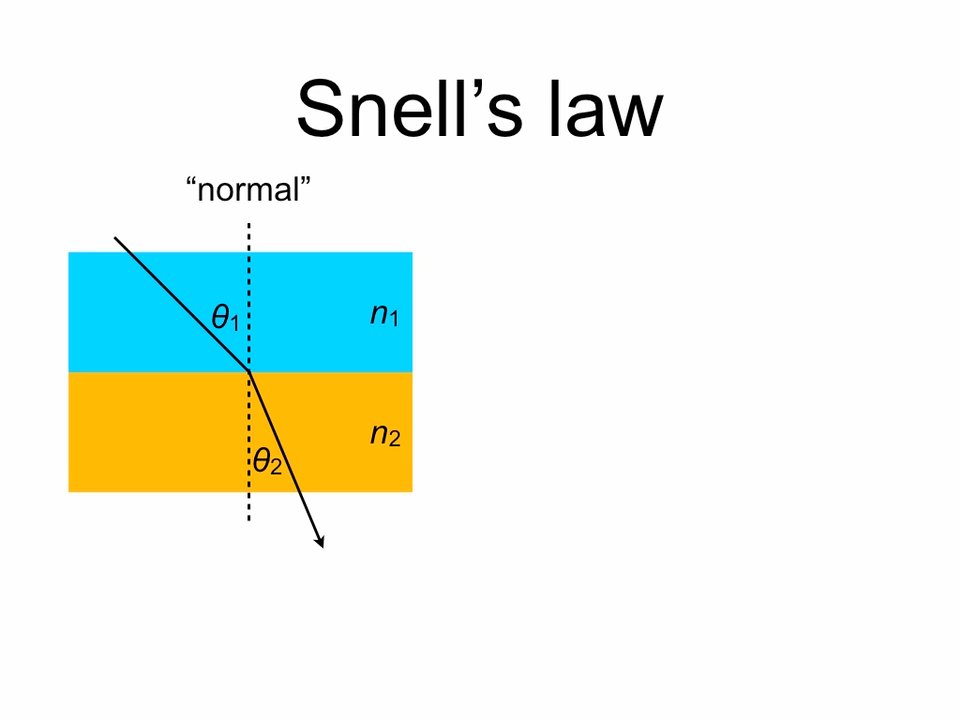 Snell’s law
“normal”
θ1
n1
n2
θ2